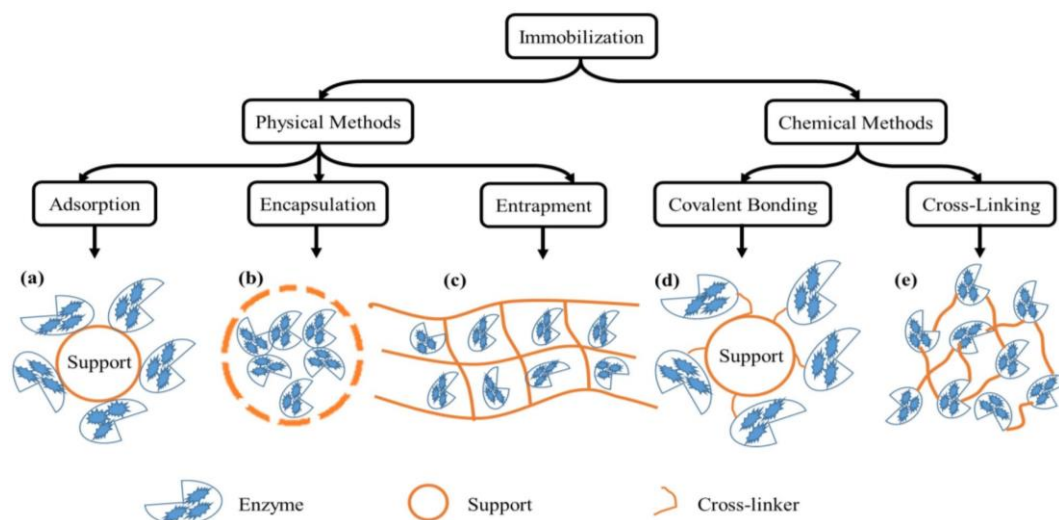 Immobilization
Physical Methods
Chemical Methods
Adsorption
Encapsulation
Entrapment
Covalent Bonding
Cross-Linking
(a)
(b)
(c)
(d)
(e)
Support
Support
Enzyme
Support
Cross-linker